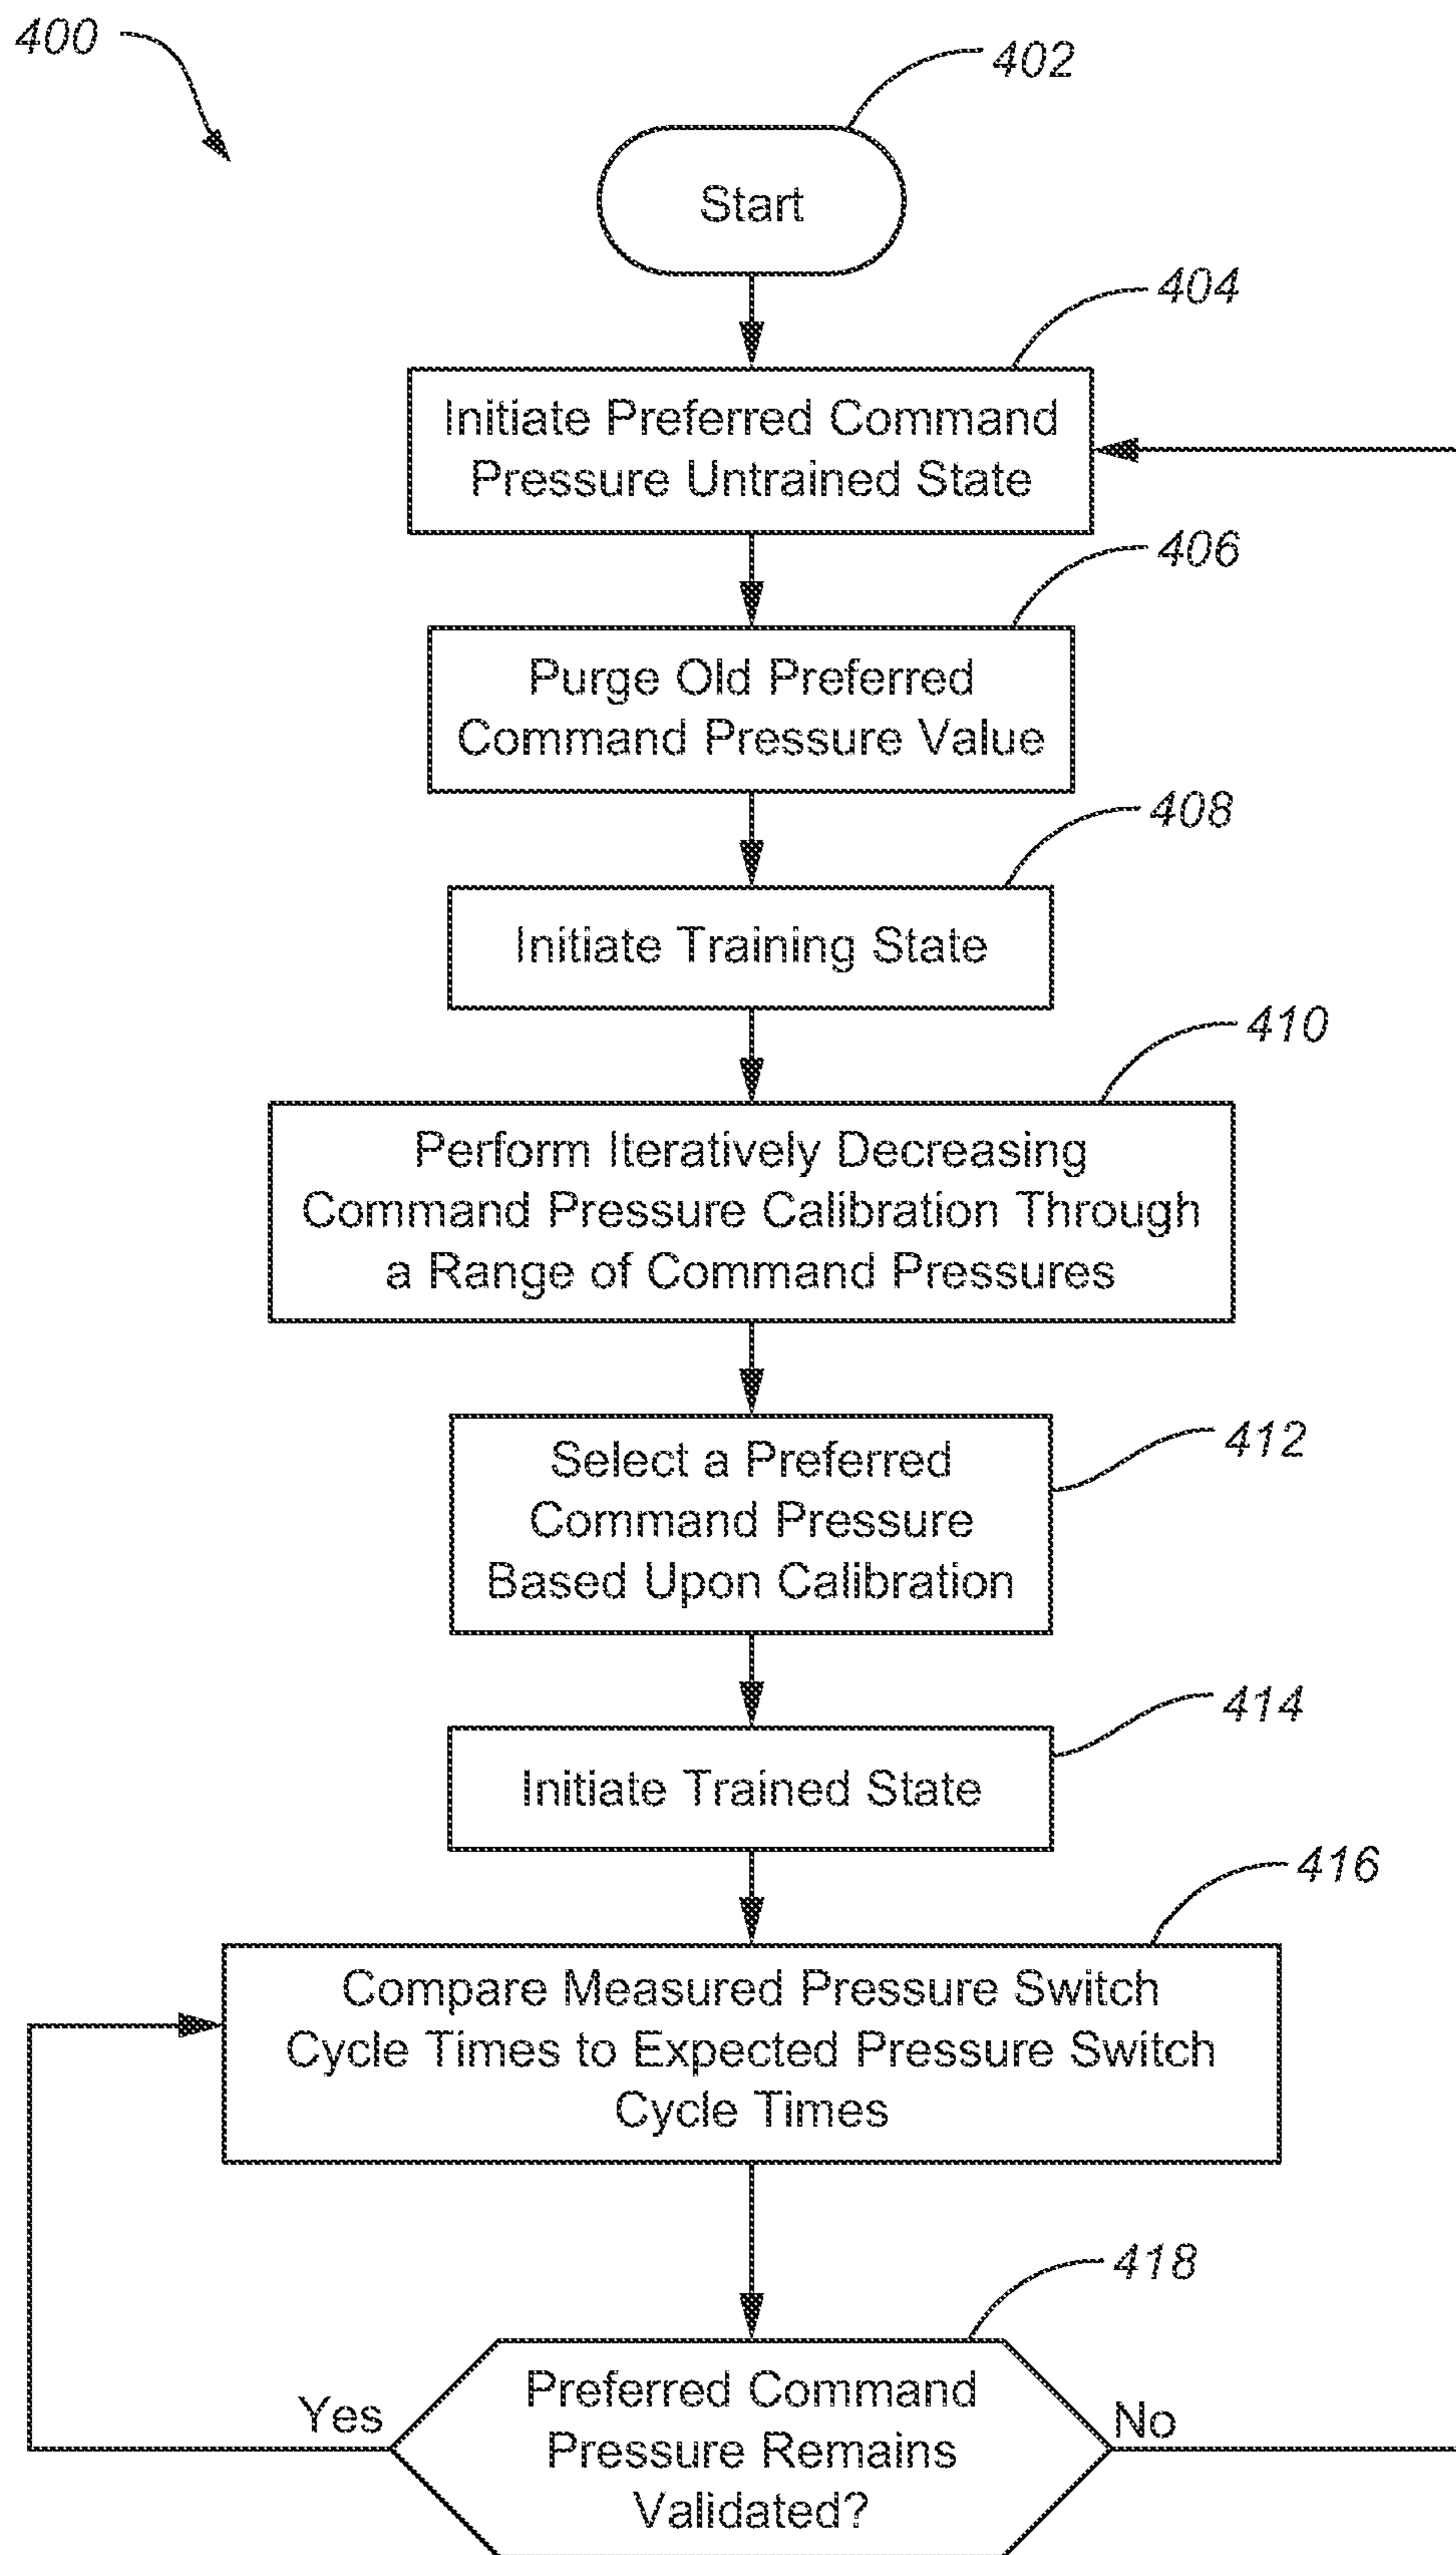 400
402
Start
404
Initiate Preferred Command
Pressure Untrained State
406
Purge Old Preferred
Command Pressure Value
408
Initiate Training State
410
Perform Iteratively Decreasing
Command Pressure Calibration Through
a Range of Command Pressures
412
Select a Preferred
Command Pressure
Based Upon Calibration
414
Initiate Trained State
416
Compare Measured Pressure Switch
Cycle Times to Expected Pressure Switch
Cycle Times
418
Yes
Preferred Command
Pressure Remains
Validated?
No